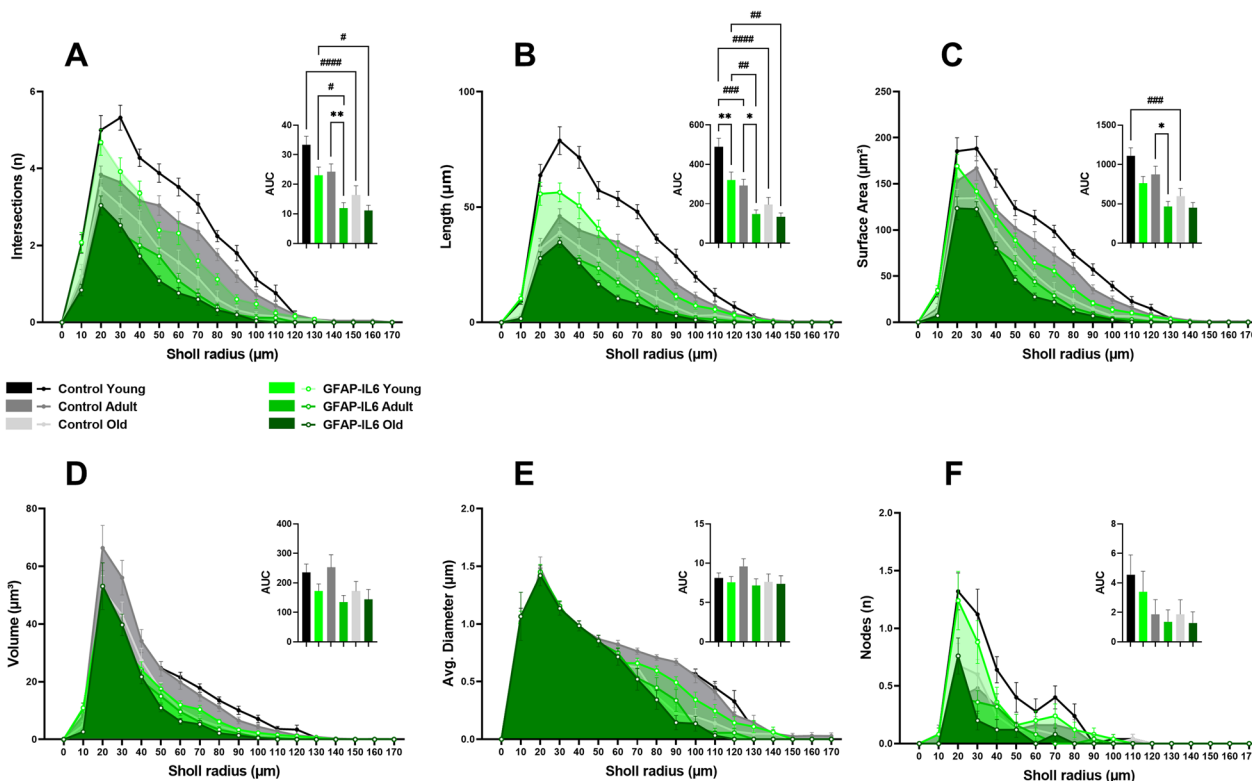 A
#
####
#
**
Intersections (n)
6
4
2
0
AUC
40
30
20
10
0
0 10 20 30 40 50 60 70 80 90 100 110 120 130 140 150 160 170
Sholl radius (µm)
B
##
####
##
###
** *
Length (µm)
100
50
0
AUC
600
400
200
0
0 10 20 30 40 50 60 70 80 90 100 110 120 130 140 150 160 170
Sholl radius (µm)
C
###
*
Surface Area (µm²)
250
200
150
100
50
0
AUC
1500
1000
500
0
0 10 20 30 40 50 60 70 80 90 100 110 120 130 140 150 160 170
Sholl radius (µm)
Control Young
Control Adult
Control Old
GFAP-IL6 Young
GFAP-IL6 Adult
GFAP-IL6 Old
D
Volume (µm³)
80
60
40
20
0
AUC
400
300
200
100
0
0 10 20 30 40 50 60 70 80 90 100 110 120 130 140 150 160 170
Sholl radius (µm)
E
Avg. Diameter (µm)
2.0
1.5
1.0
0.5
0.0
AUC
15
10
5
0
0 10 20 30 40 50 60 70 80 90 100 110 120 130 140 150 160 170
Sholl radius (µm)
F
Nodes (n)
2.0
1.5
1.0
0.5
0.0
AUC
8
6
4
2
0
0 10 20 30 40 50 60 70 80 90 100 110 120 130 140 150 160 170
Sholl radius (µm)